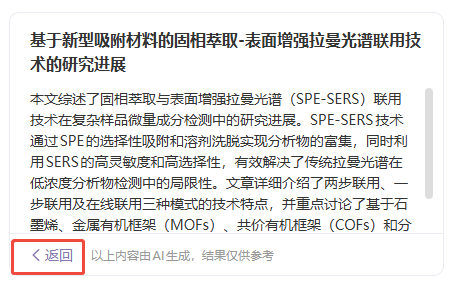 基于新型吸附材料的固相萃取-表面增强拉曼光谱联用技
术的研究进展
本文综述了固相萃取与表面增强拉曼光谱（SPE-SERS）联用
技术在复杂样品微量成分检测中的研究进展。SPE-SERS技术
通过SPE的选择性吸附和溶剂洗脱实现分析物的富集，同时利
用SERS的高灵敏度和高选择性，有效解决了传统拉曼光谱在
低浓度分析物检测中的局限性。文章详细介绍了两步联用、一
步联用及在线联用三种模式的技术特点，并重点讨论了基于石
墨烯、金属有机框架（MOFs）、共价有机框架（COFs）和分
返回 以上内容由AI生成，结果仅供参考